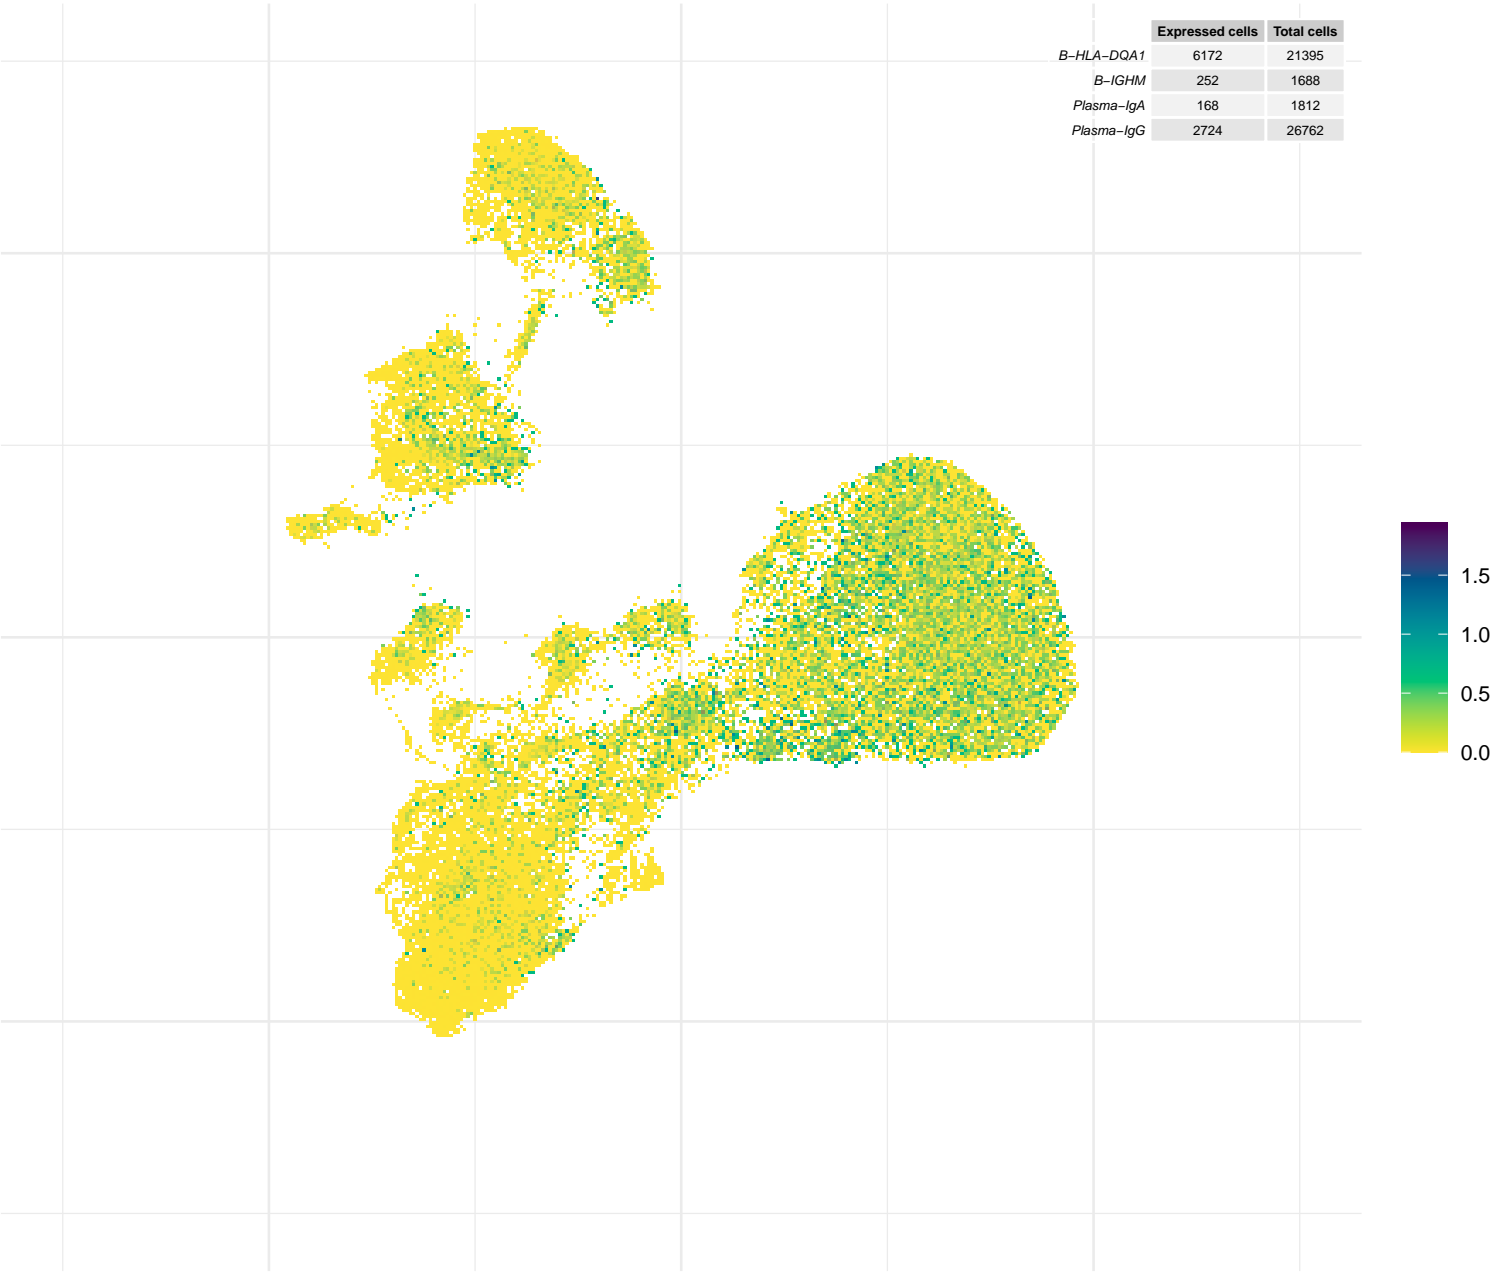 Expressed cells Total cells
B−HLA−DQA1 6172 21395
B−IGHM 252 1688
Plasma−IgA 168 1812
Plasma−IgG 2724 26762
1.5
1.0
0.5
0.0